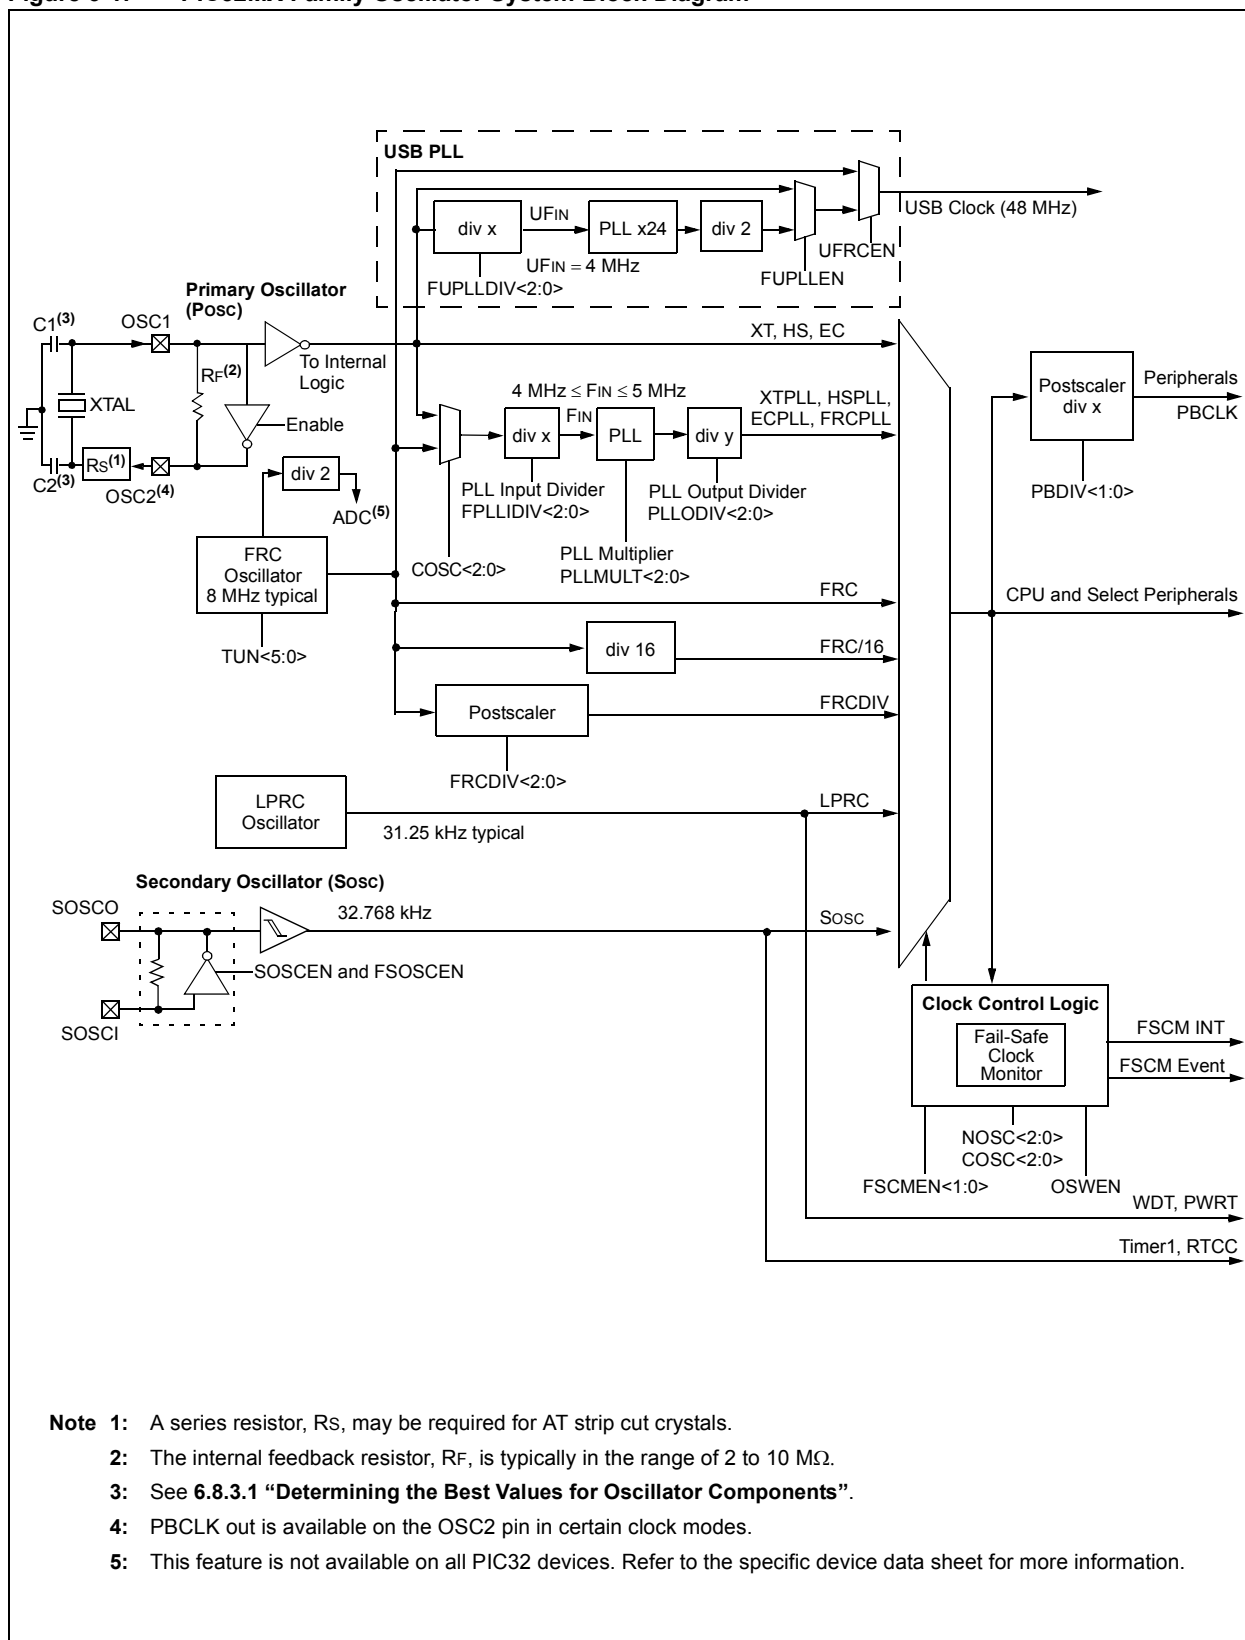 USB PLL
UFIN
div x
PLL x24
div 2
USB Clock (48 MHz)
UFIN = 4 MHz
UFRCEN
FUPLLDIV<2:0>
FUPLLEN
Primary Oscillator
(POSC)
C1(3)
OSC1
XT, HS, EC
To Internal
Logic
RF(2)
XTAL
Enable
4 MHz ≤ FIN ≤ 5 MHz
FIN
div x
PLL
div y
XTPLL, HSPLL,
ECPLL, FRCPLL
Postscaler
div x
Peripherals
PBCLK
RS(1)
C2(3)
OSC2(4)
div 2
ADC(5)
PLL Input Divider
FPLLIDIV<2:0>
PLL Output Divider
PLLODIV<2:0>
PBDIV<1:0>
FRC
Oscillator
8 MHz typical
COSC<2:0>
PLL Multiplier
PLLMULT<2:0>
FRC
CPU and Select Peripherals
TUN<5:0>
div 16
FRC/16
Postscaler
FRCDIV
FRCDIV<2:0>
LPRC
Oscillator
31.25 kHz typical
LPRC
Secondary Oscillator (SOSC)
SOSCO
32.768 kHz
SOSC
SOSCEN and FSOSCEN
SOSCI
Clock Control Logic
Fail-Safe
Clock
Monitor
FSCM INT
FSCM Event
NOSC<2:0>
COSC<2:0>
FSCMEN<1:0>
OSWEN
WDT, PWRT
Timer1, RTCC
Note 1: A series resistor, RS, may be required for AT strip cut crystals.
2: The internal feedback resistor, RF, is typically in the range of 2 to 10 MΩ.
3: See 6.8.3.1 “Determining the Best Values for Oscillator Components”.
4: PBCLK out is available on the OSC2 pin in certain clock modes.
5: This feature is not available on all PIC32 devices. Refer to the specific device data sheet for more information.